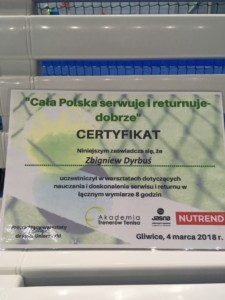 "Cała Polska serwuje i returnuje-
dobrze"
CERTYFIKAT
Niniejszym zaświadcza się, że
Zbigniew Dyrbuś
uczestniczył w warsztatach dotyczących
nauczania i doskonalenia serwisu i returnu w
łącznym wymiarze 8 godzin
Akademia
Trenerów Tenisa
Jasna
NUTREND
Gliwice, 4 marca 2018 r.